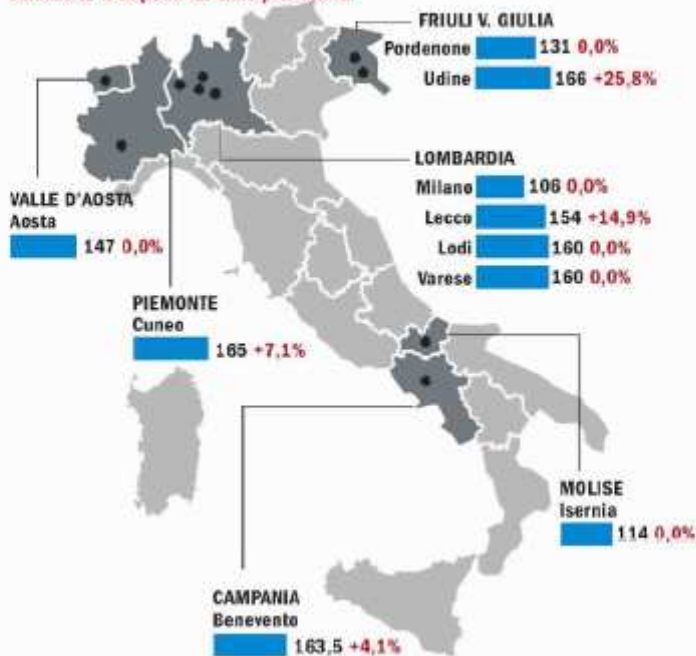 FRIULI V. GIULIA
Pordenone 131 0,0%
Udine 166 +25,8%
LOMBARDIA
Milano 106 0,0%
Lecco 154 +14,9%
Lodi 160 0,0%
Varese 160 0,0%
VALLE D'AOSTA
Aosta
147 0,0%
PIEMONTE
Cuneo
165 +7,1%
MOLISE
Isernia
114 0,0%
CAMPANIA
Benevento
163,5 +4,1%